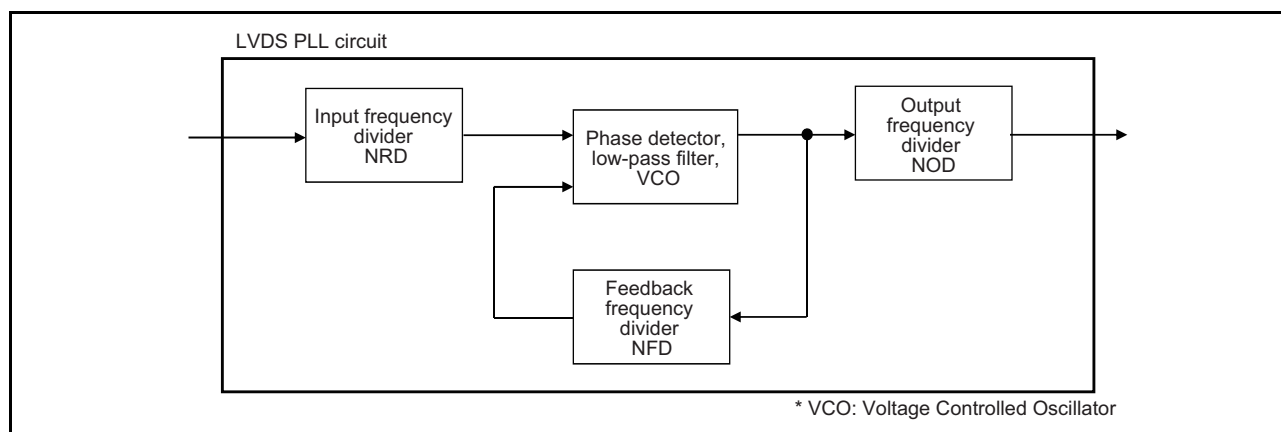 LVDS PLL circuit
Input frequency
divider
NRD
Phase detector,
low-pass filter,
VCO
Output
frequency
divider
NOD
Feedback
frequency
divider
NFD
* VCO: Voltage Controlled Oscillator